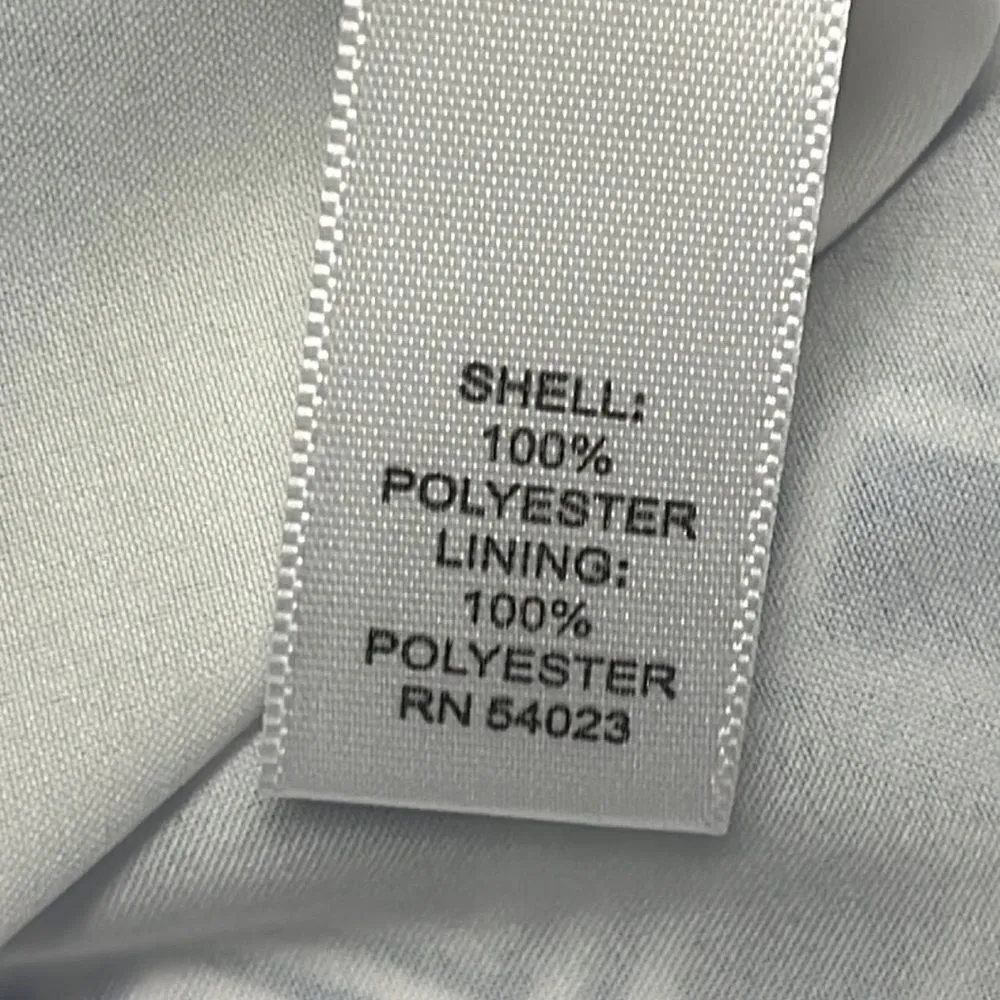 SHELL:
100%
POLYESTER
LINING:
100%
POLYESTER
RN 54023